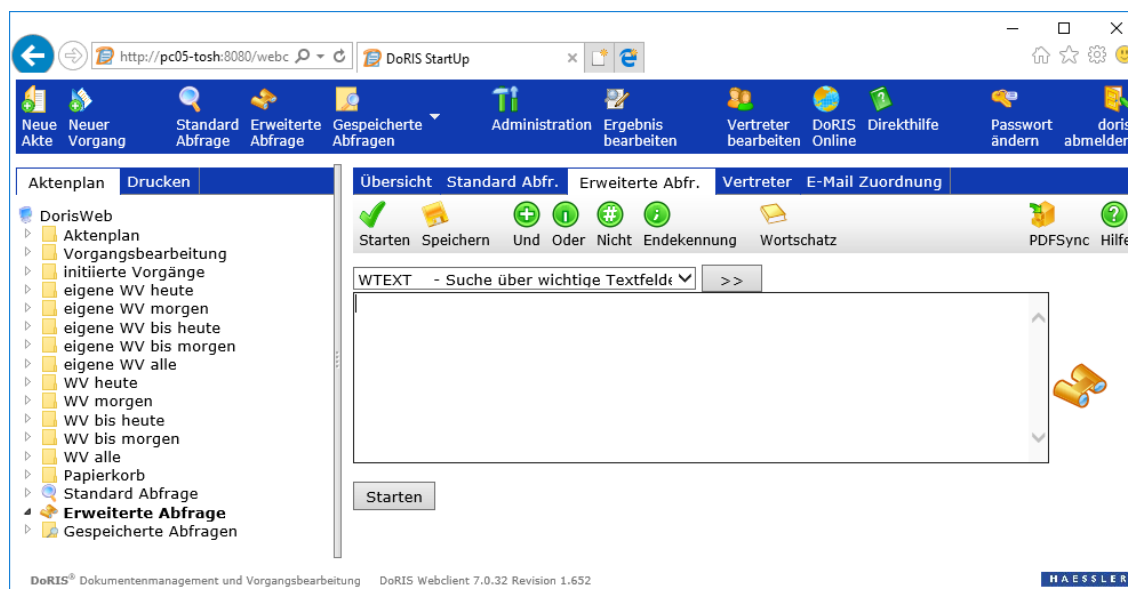 http://pc05-tosh:8080/webc
DoRIS StartUp
Neue Akte
Neuer Vorgang
Standard Abfrage
Erweiterte Abfrage
Gespeicherte Abfragen
Administration
Ergebnis bearbeiten
Vertreter bearbeiten
DoRIS Online
Direkthilfe
Passwort ändern
doris abmelden
Aktenplan Drucken
Übersicht Standard Abfr. Erweiterte Abfr. Vertreter E-Mail Zuordnung
Starten Speichern Und Oder Nicht Endekennung Wortschatz PDFSync Hilfe
WTEXT - Suche über wichtige Textfelde >>
DorisWeb
Aktenplan
Vorgangsbearbeitung
initiierte Vorgänge
eigene WV heute
eigene WV morgen
eigene WV bis heute
eigene WV bis morgen
eigene WV alle
WV heute
WV morgen
WV bis heute
WV bis morgen
WV alle
Papierkorb
Standard Abfrage
Erweiterte Abfrage
Gespeicherte Abfragen
Starten
DoRIS® Dokumentenmanagement und Vorgangsbearbeitung DoRIS Webclient 7.0.32 Revision 1.652
HAESSLER